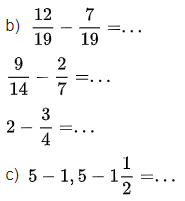 b) 12/19 − 7/19 =...
9/14 − 2/7 =...
2 − 3/4 =...
c) 5 − 1,5 − 1 1/2 =...